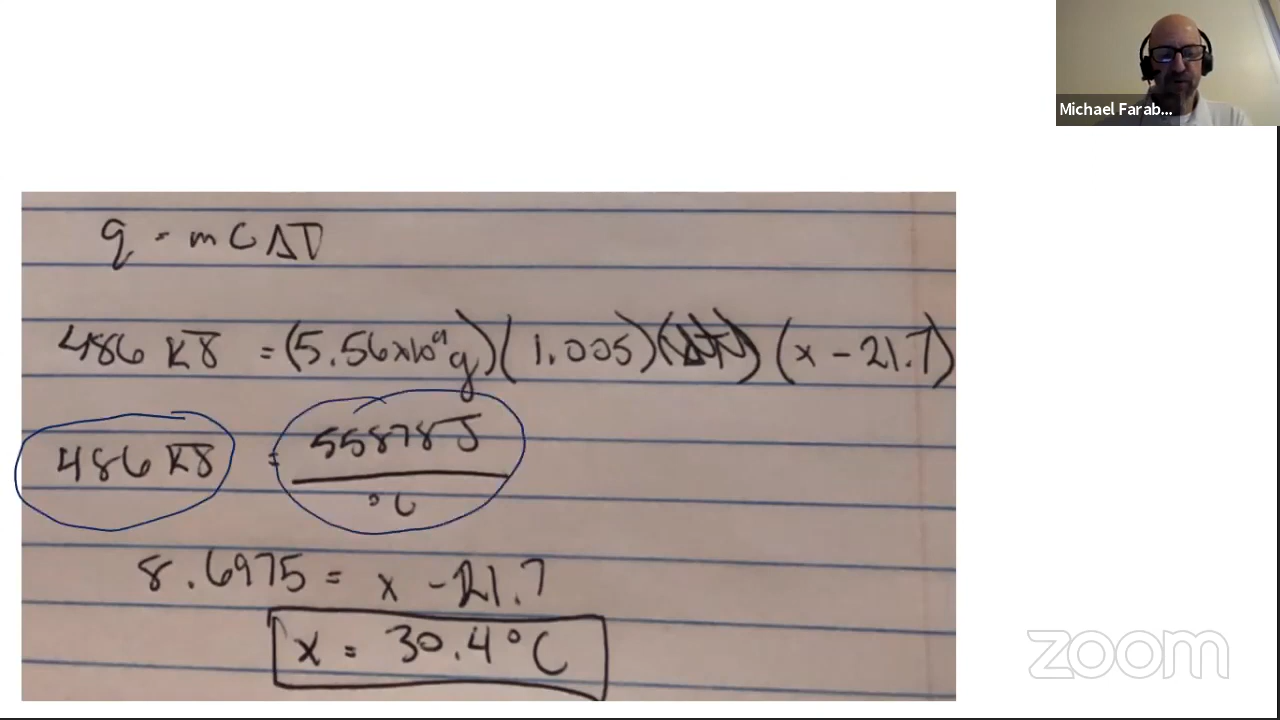 Michael Farab...
q = mCΔT
486 kJ = (5.56x10⁴g)(1.005) (x - 21.7)
486 kJ = 55878J
°C
8.6975 = x - 21.7
x = 30.4°C
zoom